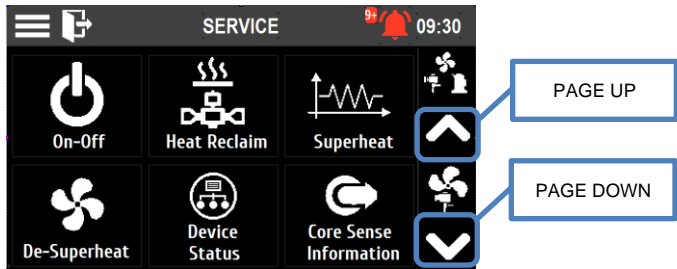 SERVICE
9+
09:30
On-Off
Heat Reclaim
Superheat
PAGE UP
De-Superheat
Device
Status
Core Sense
Information
PAGE DOWN